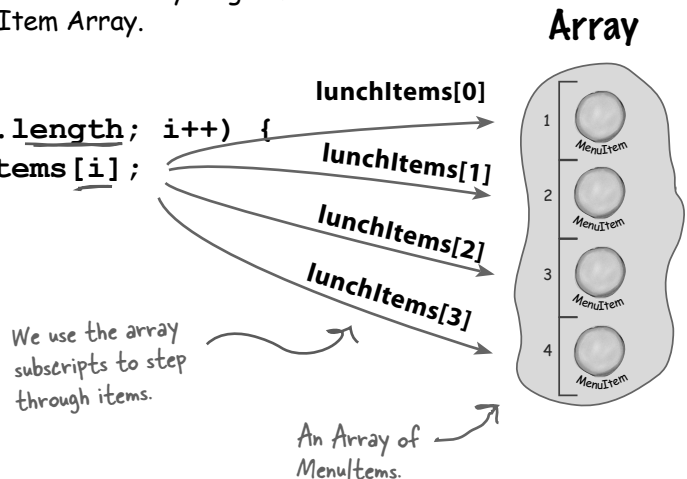 Item Array.
Array
.length; i++) {
tems[i];
lunchItems[0]
lunchItems[1]
lunchItems[2]
lunchItems[3]
1
MenuItem
2
MenuItem
3
MenuItem
4
MenuItem
We use the array
subscripts to step
through items.
An Array of
MenuItems.